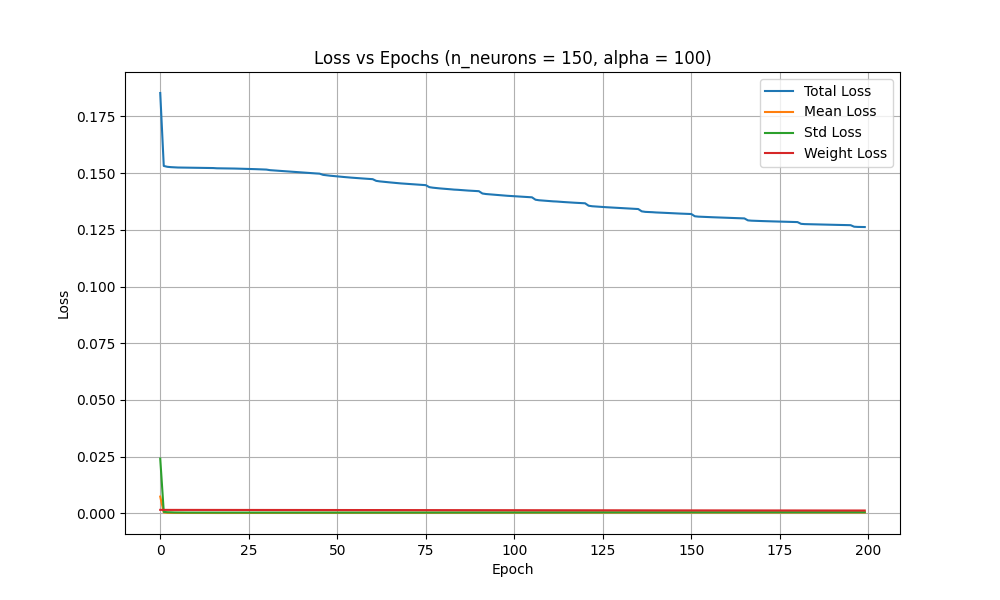 Loss vs Epochs (n_neurons = 150, alpha = 100)
Total Loss
Mean Loss
Std Loss
Weight Loss
Loss
0.175
0.150
0.125
0.100
0.075
0.050
0.025
0.000
0 25 50 75 100 125 150 175 200
Epoch